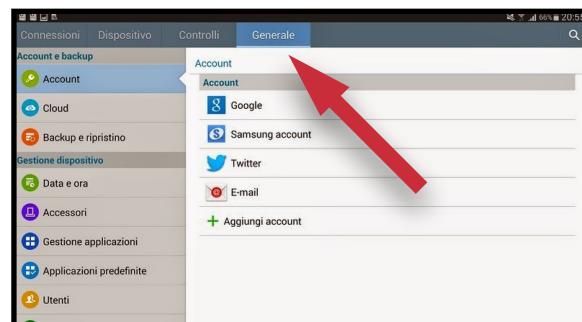 66% 20:55
Connessioni Dispositivo Controlli Generale
Account e backup
Account
Cloud
Backup e ripristino
Gestione dispositivo
Data e ora
Accessori
Gestione applicazioni
Applicazioni predefinite
Utenti
Account
Account
Google
Samsung account
Twitter
E-mail
Aggiungi account